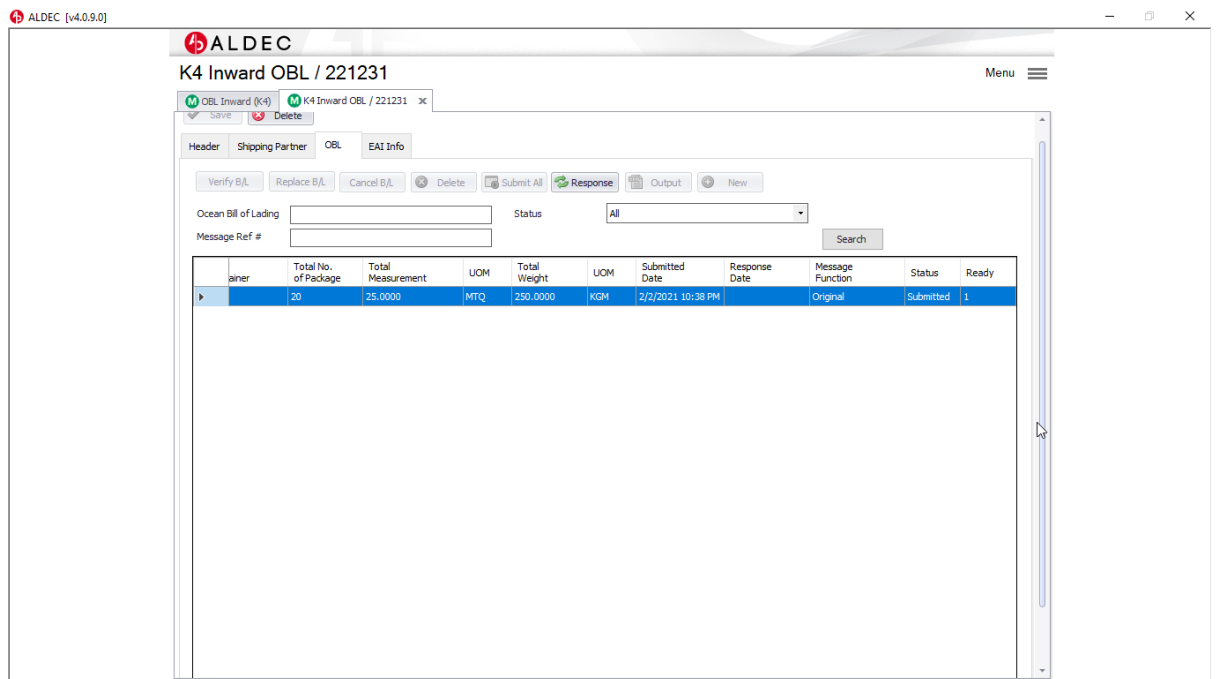 ALDEC [v4.0.9.0]
ALDEC
K4 Inward OBL / 221231
Menu
OBL Inward (K4) K4 Inward OBL / 221231
Save Delete
Header Shipping Partner OBL EAI Info
Verify B/L Replace B/L Cancel B/L Delete Submit All Response Output New
Ocean Bill of Lading Status All
Message Ref # Search
ainer Total No. of Package Total Measurement UOM Total Weight UOM Submitted Date Response Date Message Function Status Ready
20 25.0000 MTQ 250.0000 KGM 2/2/2021 10:38 PM Original Submitted 1